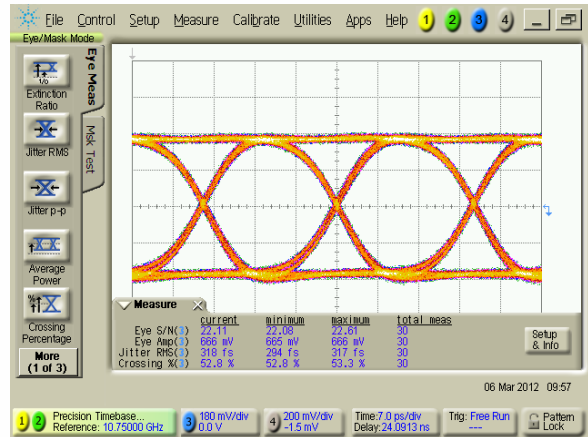 File Control Setup Measure Calibrate Utilities Apps Help 1 2 3 4
Eye/Mask Mode
Eye Meas
Msk Test
1/0
Extinction
Ratio
Jitter RMS
Jitter p-p
Average
Power
%
Crossing
Percentage
More
(1 of 3)
Measure
current minimum maximum total meas
Eye S/N(3) 22.11 22.08 22.61 30
Eye Amp(3) 666 mV 665 mV 666 mV 30
Jitter RMS(3) 318 fs 294 fs 317 fs 30
Crossing %(3) 52.8 % 52.8 % 53.3 % 30
Setup
& Info
06 Mar 2012 09:57
1 2 Precision Timebase...
Reference: 10.75000 GHz
3 180 mV/div
0.0 V
4 200 mV/div
-1.5 mV
Time:7.0 ps/div
Delay:24.0913 ns
Trig: Free Run
---
Pattern
Lock